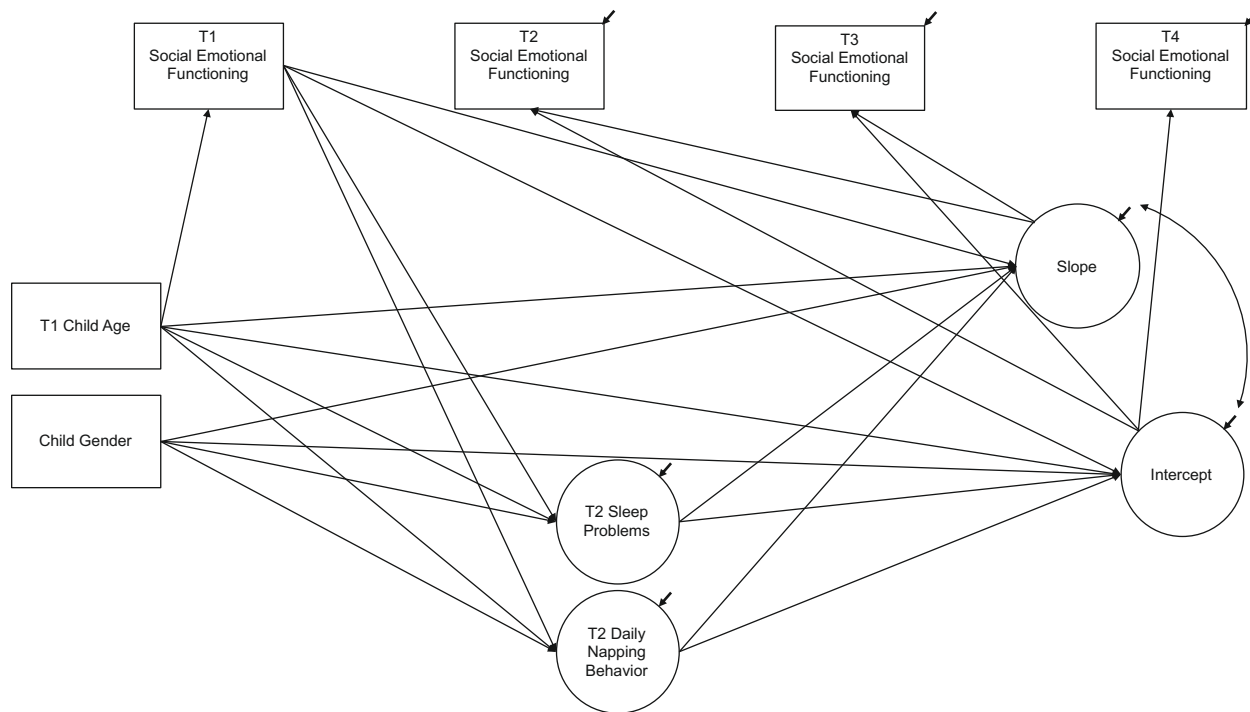 T1
Social Emotional
Functioning
T2
Social Emotional
Functioning
T3
Social Emotional
Functioning
T4
Social Emotional
Functioning
Slope
T1 Child Age
Child Gender
Intercept
T2 Sleep
Problems
T2 Daily
Napping
Behavior